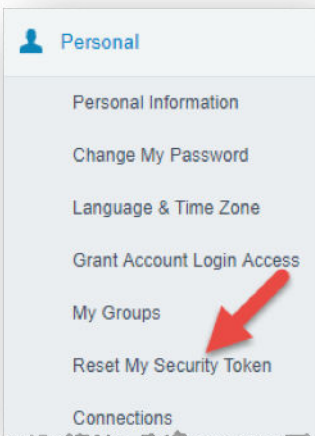 Personal
Personal Information
Change My Password
Language & Time Zone
Grant Account Login Access
My Groups
Reset My Security Token
Connections